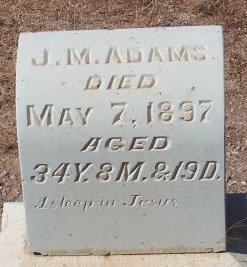 J. M. ADAMS
DIED
MAY 7, 1897
AGED
34Y. 8M. & 19D.
Asleep in Jesus.